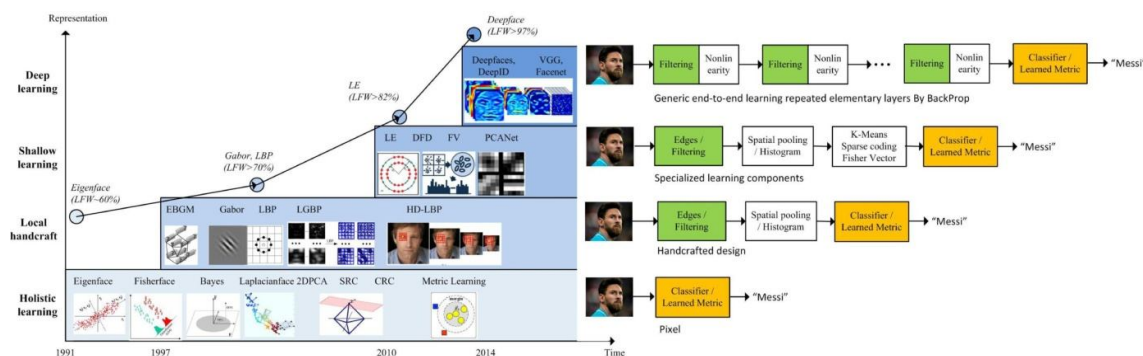 Representation
Deepface
(LFW>97%)
Deep
learning
Deepfaces,
DeepID
VGG,
Facenet
LE
(LFW>82%)
Shallow
learning
LE DFD FV PCANet
Gabor, LBP
(LFW>70%)
Eigenface
(LFW~60%)
Local
handcraft
EBGM Gabor LBP LGBP HD-LBP
Holistic
learning
Eigenface Fisherface Bayes Laplacianface 2DPCA SRC CRC Metric Learning
1991 1997 2010 2014 Time
Filtering
Nonlin
earity
Filtering
Nonlin
earity
•••
Filtering
Nonlin
earity
Classifier /
Learned Metric
“Messi”
Generic end-to-end learning repeated elementary layers By BackProp
Edges /
Filtering
Spatial pooling
/ Histogram
K-Means
Sparse coding
Fisher Vector
Classifier /
Learned Metric
“Messi”
Specialized learning components
Edges /
Filtering
Spatial pooling
/ Histogram
Classifier /
Learned Metric
“Messi”
Handcrafted design
Classifier /
Learned Metric
“Messi”
Pixel